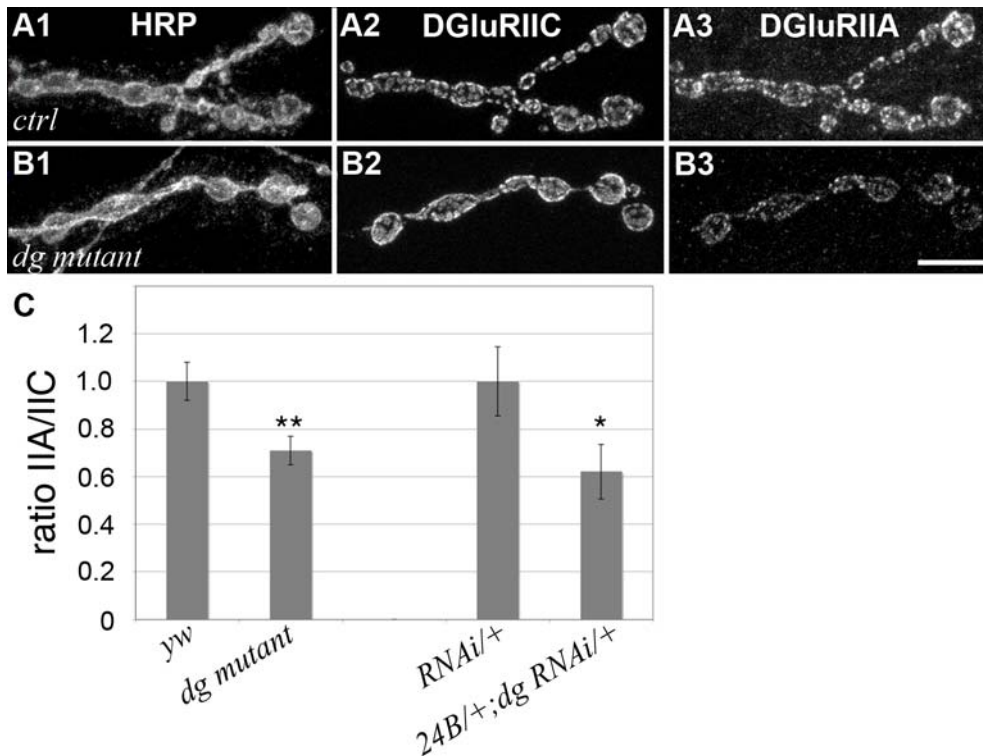 A1 HRP A2 DGluRIIC A3 DGluRIIA
ctrl
B1 B2 B3
dg mutant
C
1.2
1.0
0.8
0.6
0.4
0.2
0
ratio IIA/IIC
**
*
yw
dg mutant
RNAi/+
24B/+;dg RNAi/+